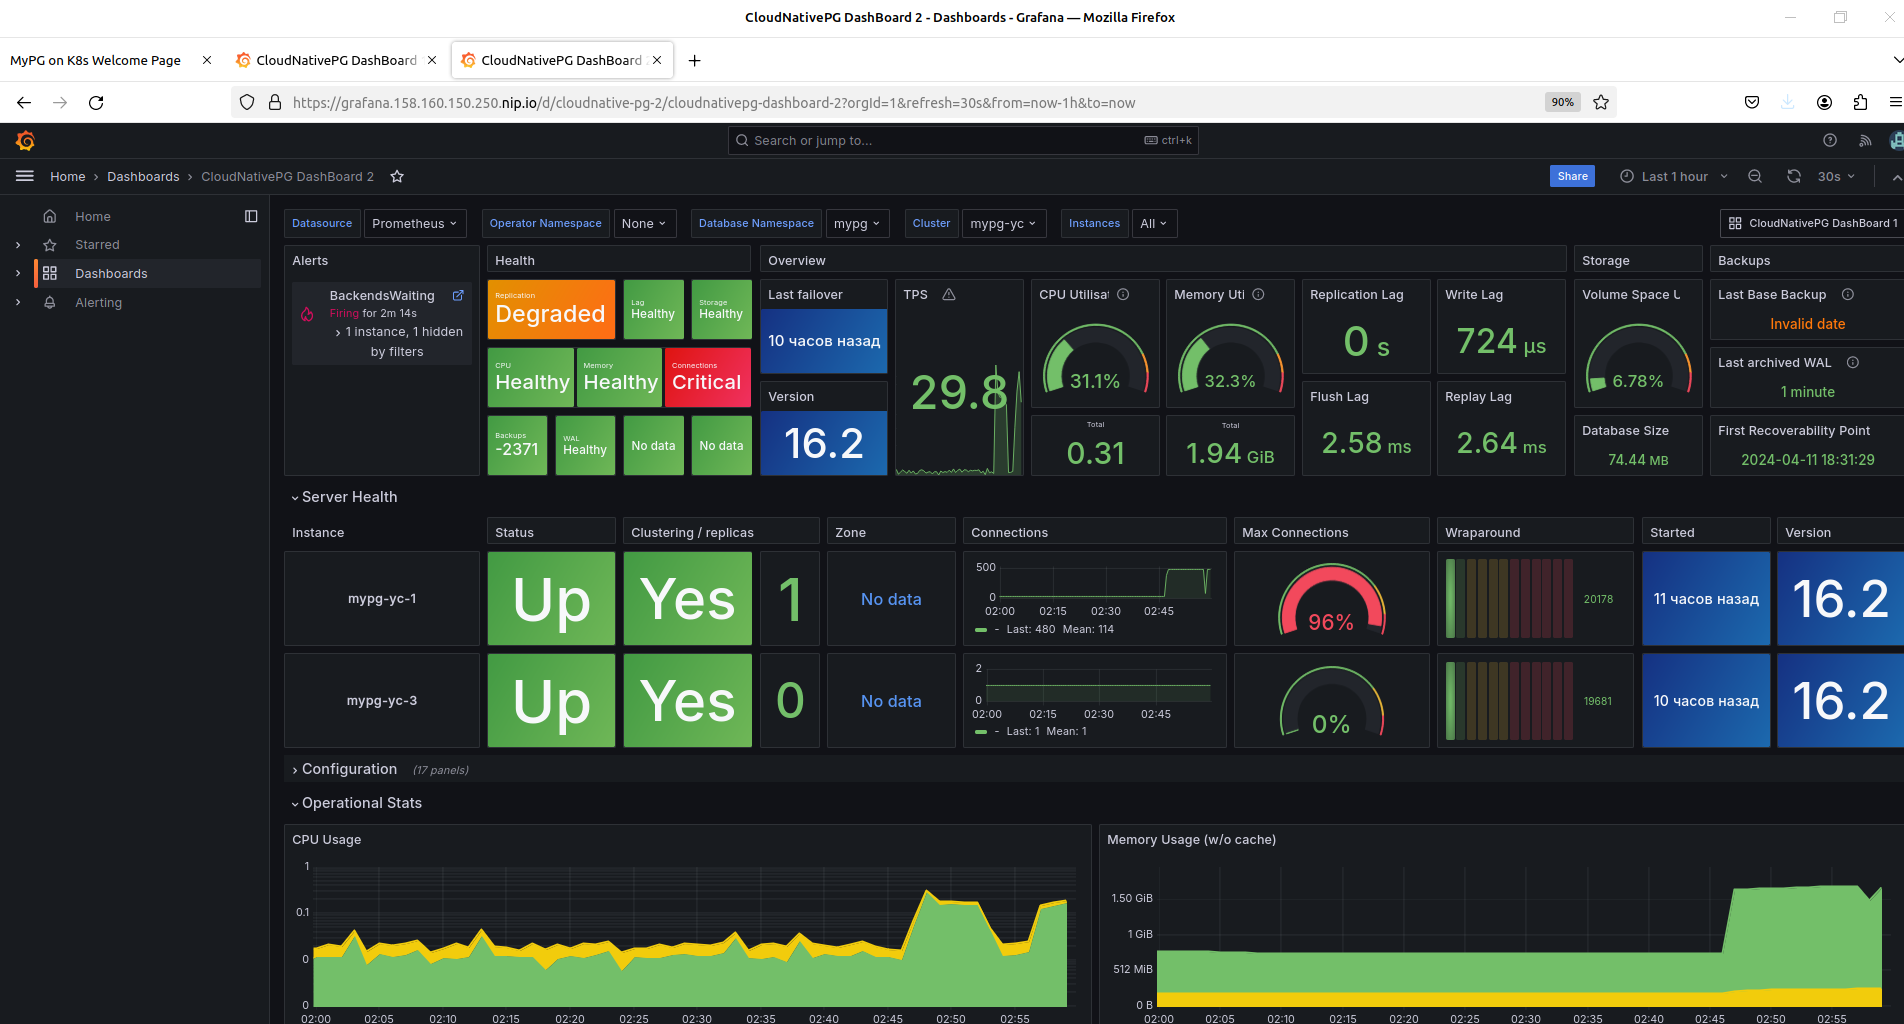 CloudNativePG DashBoard 2 - Dashboards - Grafana — Mozilla Firefox
MyPG on K8s Welcome Page
CloudNativePG DashBoard
CloudNativePG DashBoard
https://grafana.158.160.150.250.nip.io/d/cloudnative-pg-2/cloudnativepg-dashboard-2?orgId=1&refresh=30s&from=now-1h&to=now
90%
Search or jump to...
ctrl+k
Home › Dashboards › CloudNativePG DashBoard 2
Share
Last 1 hour
30s
Home
Starred
Dashboards
Alerting
Datasource Prometheus
Operator Namespace None
Database Namespace mypg
Cluster mypg-yc
Instances All
CloudNativePG DashBoard 1
Alerts
BackendsWaiting
Firing for 2m 14s
› 1 instance, 1 hidden
by filters
Health
Replication
Degraded
Lag
Healthy
Storage
Healthy
CPU
Healthy
Memory
Healthy
Connections
Critical
Backups
-2371
WAL
Healthy
No data
No data
Overview
Last failover
10 часов назад
Version
16.2
TPS
29.8
CPU Utilisat
31.1%
Total
0.31
Memory Uti
32.3%
Total
1.94 GiB
Replication Lag
0 s
Write Lag
724 µs
Flush Lag
2.58 ms
Replay Lag
2.64 ms
Storage
Volume Space U
6.78%
Database Size
74.44 MB
Backups
Last Base Backup
Invalid date
Last archived WAL
1 minute
First Recoverability Point
2024-04-11 18:31:29
Server Health
Instance
Status
Clustering / replicas
Zone
Connections
Max Connections
Wraparound
Started
Version
mypg-yc-1
Up
Yes
1
No data
500
0
02:00 02:15 02:30 02:45
- Last: 480 Mean: 114
96%
20178
11 часов назад
16.2
mypg-yc-3
Up
Yes
0
No data
2
0
02:00 02:15 02:30 02:45
- Last: 1 Mean: 1
0%
19681
10 часов назад
16.2
Configuration (17 panels)
Operational Stats
CPU Usage
1
0.1
0
0
02:00 02:05 02:10 02:15 02:20 02:25 02:30 02:35 02:40 02:45 02:50 02:55
Memory Usage (w/o cache)
1.50 GiB
1 GiB
512 MiB
0 B
02:00 02:05 02:10 02:15 02:20 02:25 02:30 02:35 02:40 02:45 02:50 02:55